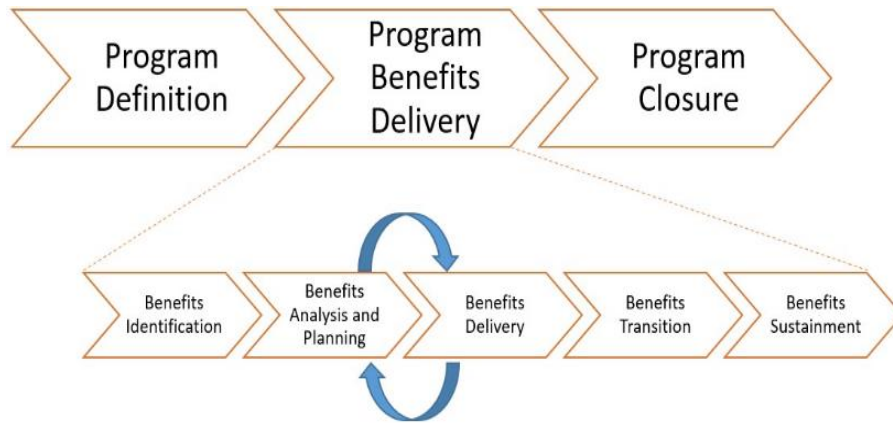 Program
Definition
Program
Benefits
Delivery
Program
Closure
Benefits
Identification
Benefits
Analysis and
Planning
Benefits
Delivery
Benefits
Transition
Benefits
Sustainment